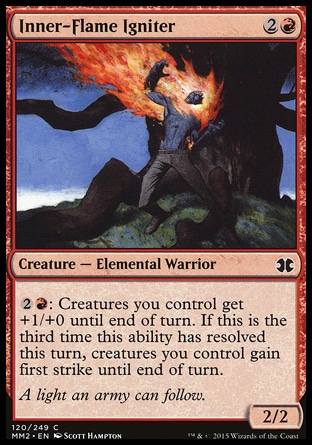 Inner-Flame Igniter 2
Creature — Elemental Warrior
2 : Creatures you control get
+1/+0 until end of turn. If this is the
third time this ability has resolved
this turn, creatures you control gain
first strike until end of turn.
A light an army can follow.
2/2
120/249 C
MM2 • EN Scott Hampton
™ & © 2015 Wizards of the Coast